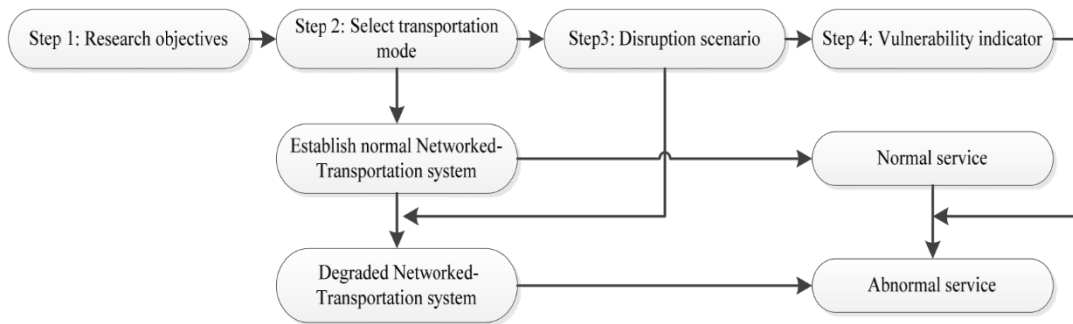 Step 1: Research objectives
Step 2: Select transportation
mode
Step3: Disruption scenario
Step 4: Vulnerability indicator
Establish normal Networked-
Transportation system
Normal service
Degraded Networked-
Transportation system
Abnormal service